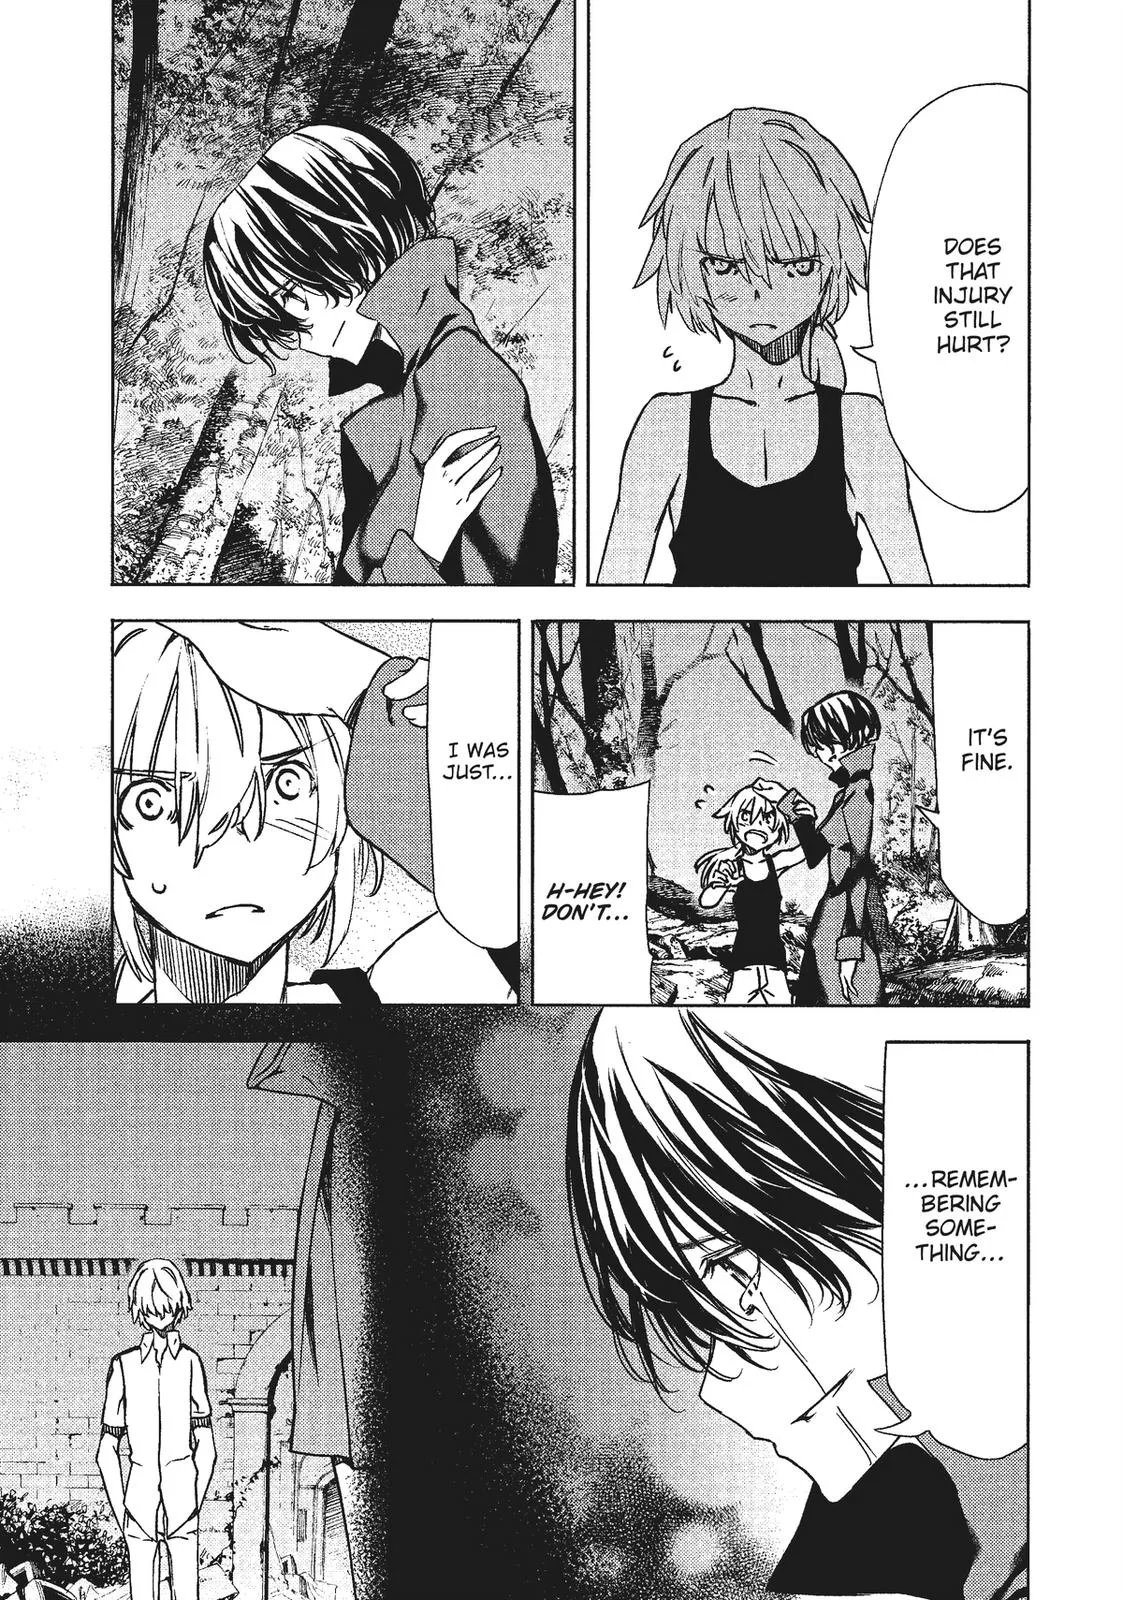 DOES
THAT
INJURY
STILL
HURT?
IT'S
FINE.
H-HEY!
DON'T...
I WAS
JUST...
...REMEM-
BERING
SOME-
THING...